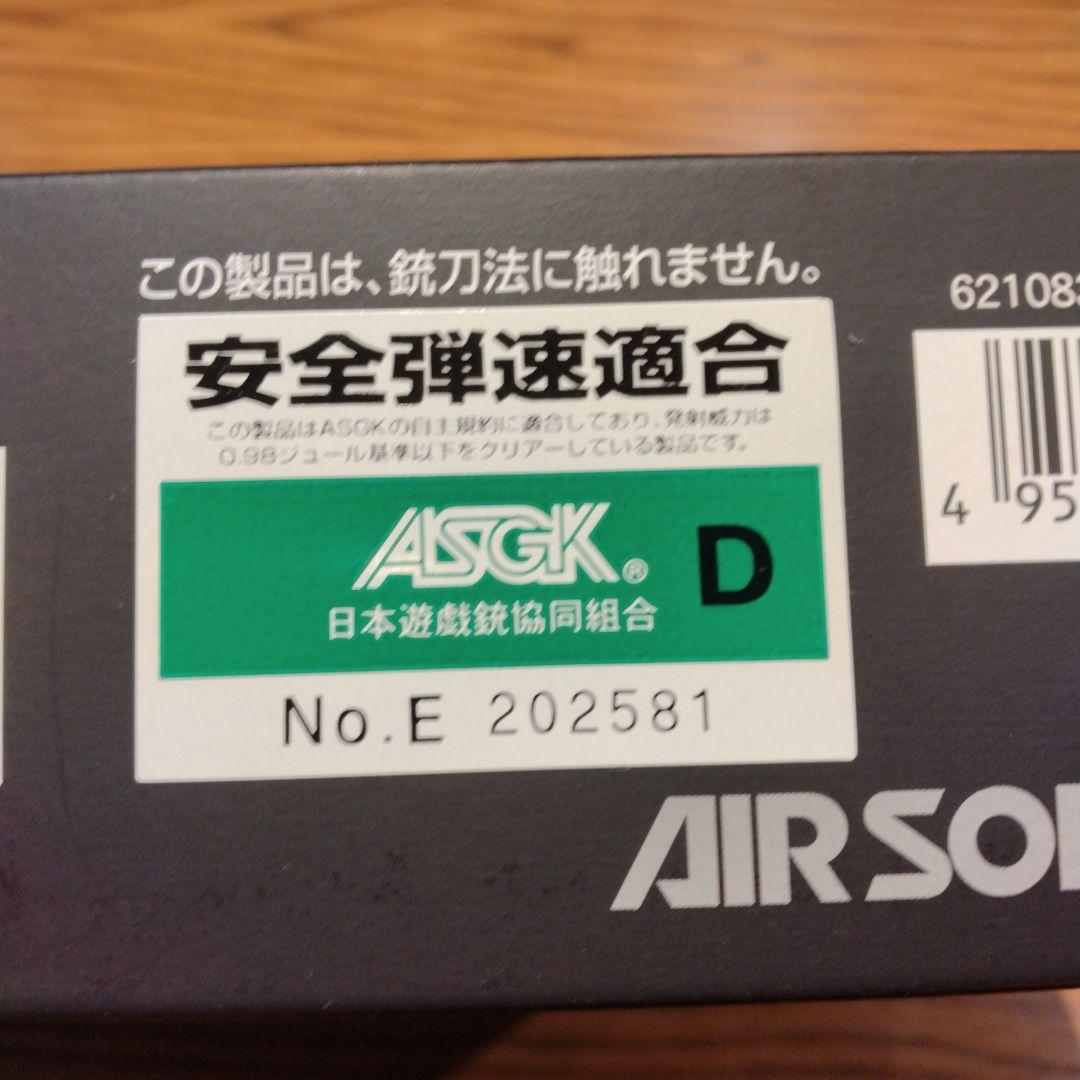 この製品は、銃刀法に触れません。
安全弾速適合
この製品はASGKの自主規約に適合しており、発射威力は
0.98ジュール基準以下をクリアーしている製品です。
ASGK® D
日本遊戯銃協同組合
No.E 202581
62108
4 95
AIRSO